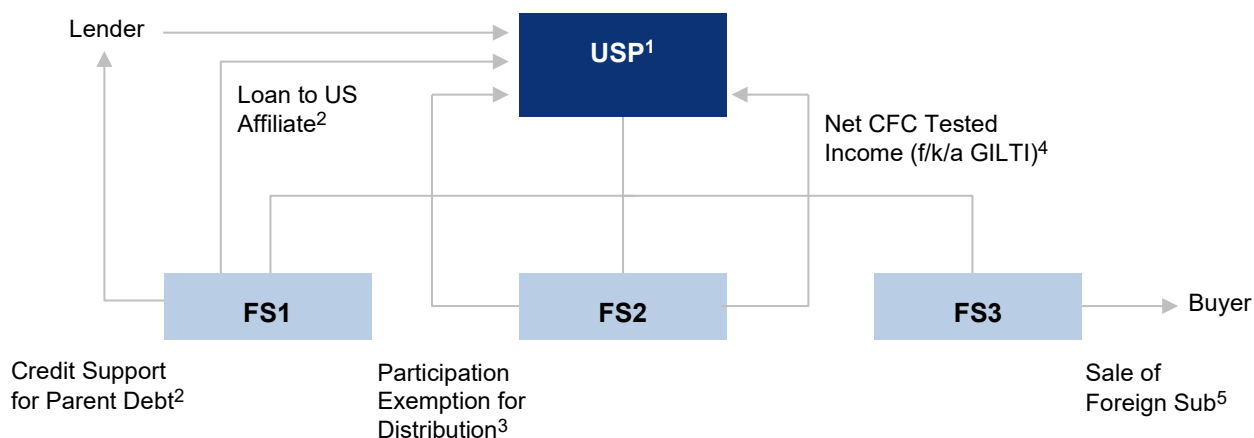 Lender
USP¹
Loan to US
Affiliate²
Net CFC Tested
Income (f/k/a GILTI)⁴
FS1
FS2
FS3
Buyer
Credit Support
for Parent Debt²
Participation
Exemption for
Distribution³
Sale of
Foreign Sub⁵